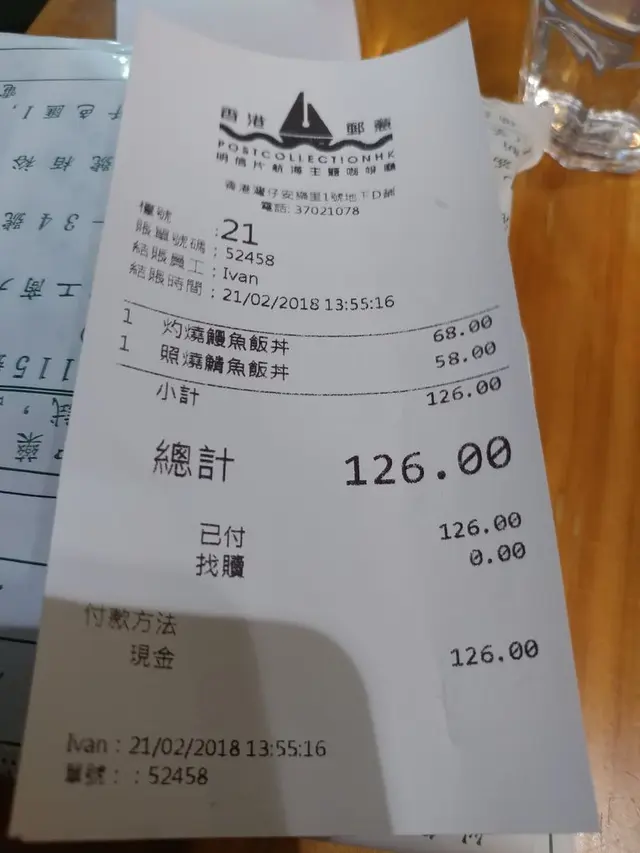 香港 郵薈
POSTCOLLECTIONHK
明信片航海主題咖啡廳
香港灣仔安樂里1號地下D舖
電話: 37021078
檯號 : 21
賬單號碼 : 52458
結賬員工 : Ivan
結賬時間 : 21/02/2018 13:55:16
1 灼燒鰻魚飯丼 68.00
1 照燒鯖魚飯丼 58.00
小計 126.00
總計 126.00
已付 126.00
找贖 0.00
付款方法
現金 126.00
Ivan : 21/02/2018 13:55:16
單號: : 52458